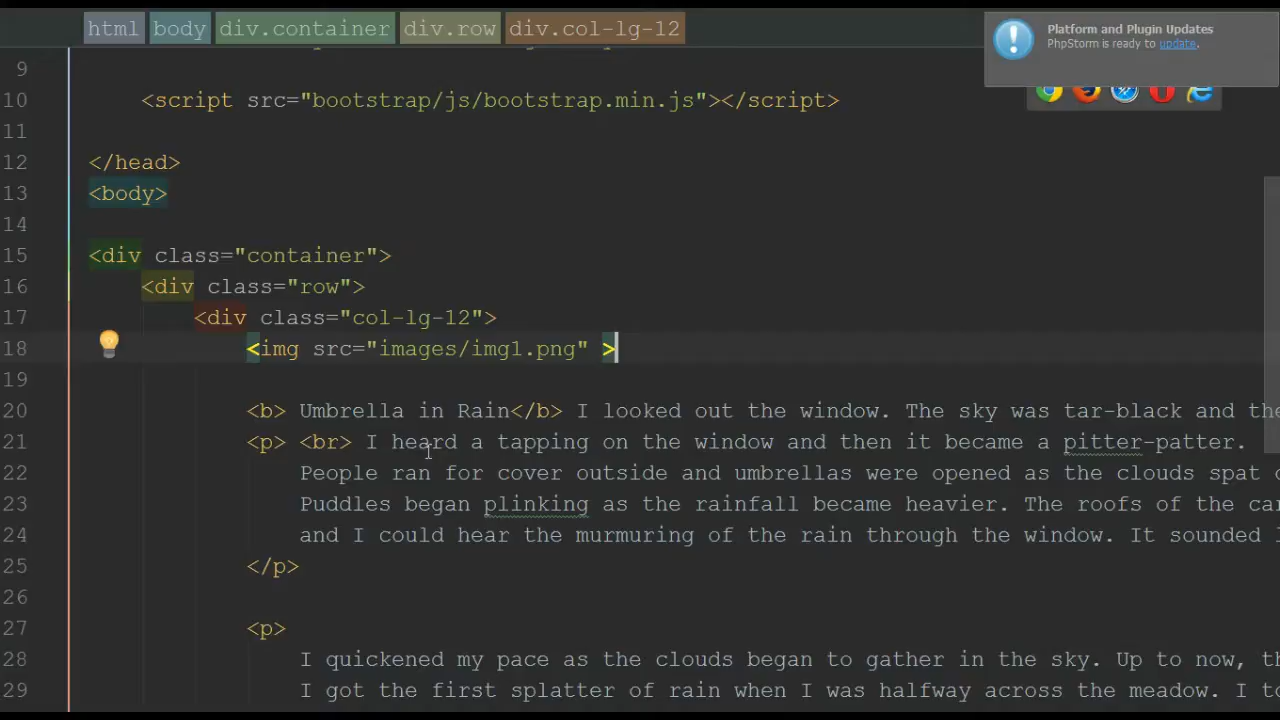 html body div.container div.row div.col-lg-12
Platform and Plugin Updates
PhpStorm is ready to update.
9
10 <script src="bootstrap/js/bootstrap.min.js"></script>
11
12 </head>
13 <body>
14
15 <div class="container">
16 <div class="row">
17 <div class="col-lg-12">
18 <img src="images/img1.png" >
19
20 <b> Umbrella in Rain</b> I looked out the window. The sky was tar-black and the
21 <p> <br> I heard a tapping on the window and then it became a pitter-patter.
22 People ran for cover outside and umbrellas were opened as the clouds spat
23 Puddles began plinking as the rainfall became heavier. The roofs of the
24 and I could hear the murmuring of the rain through the window. It sounded
25 </p>
26
27 <p>
28 I quickened my pace as the clouds began to gather in the sky. Up to now,
29 I got the first splatter of rain when I was halfway across the meadow. I